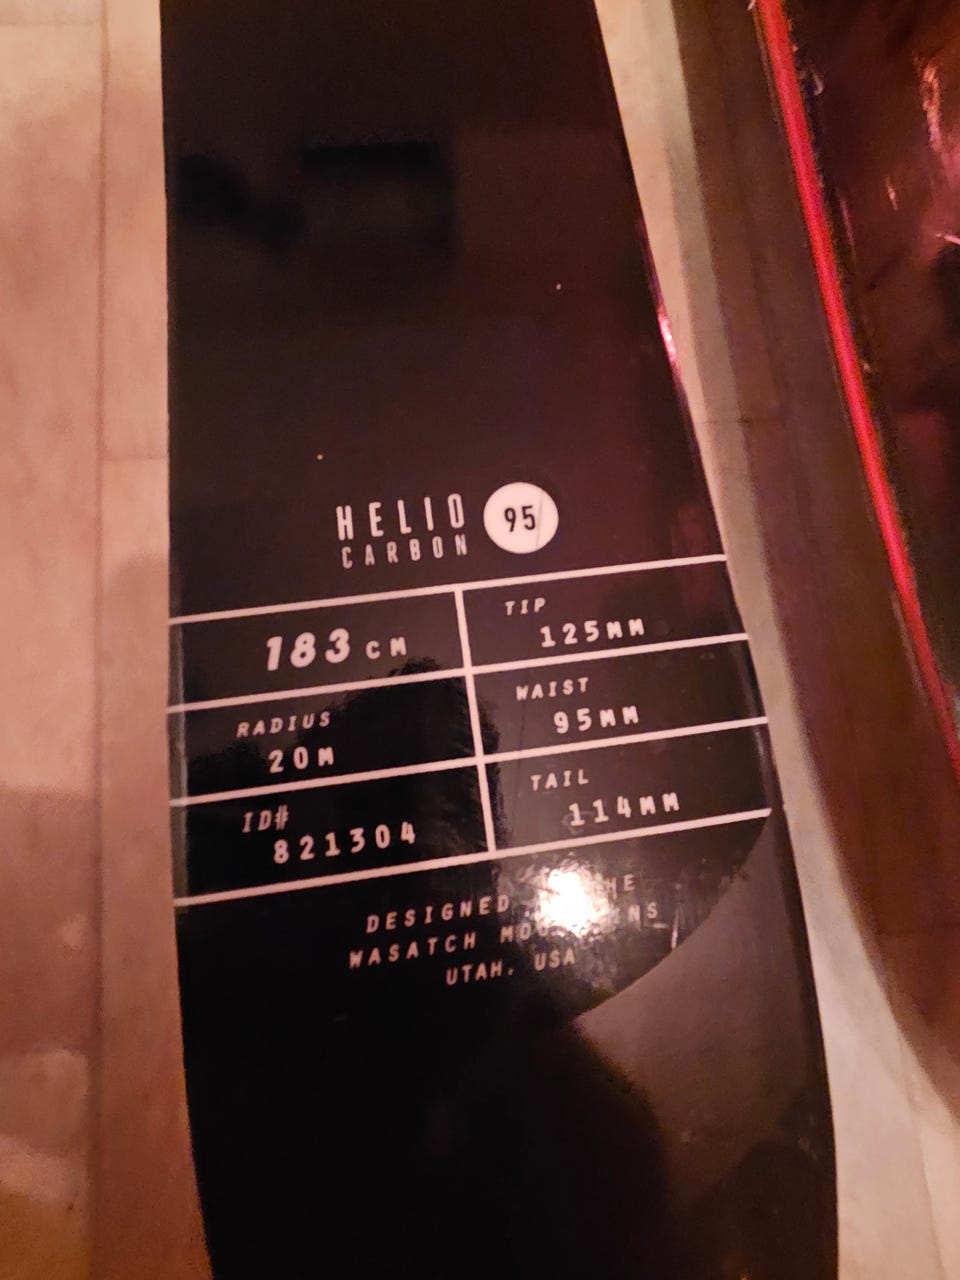 HELIO 95
CARBON
183 CM
TIP
125MM
RADIUS
20M
WAIST
95MM
ID#
821304
TAIL
114MM
DESIGNED
WASATCH
UTAH, USA